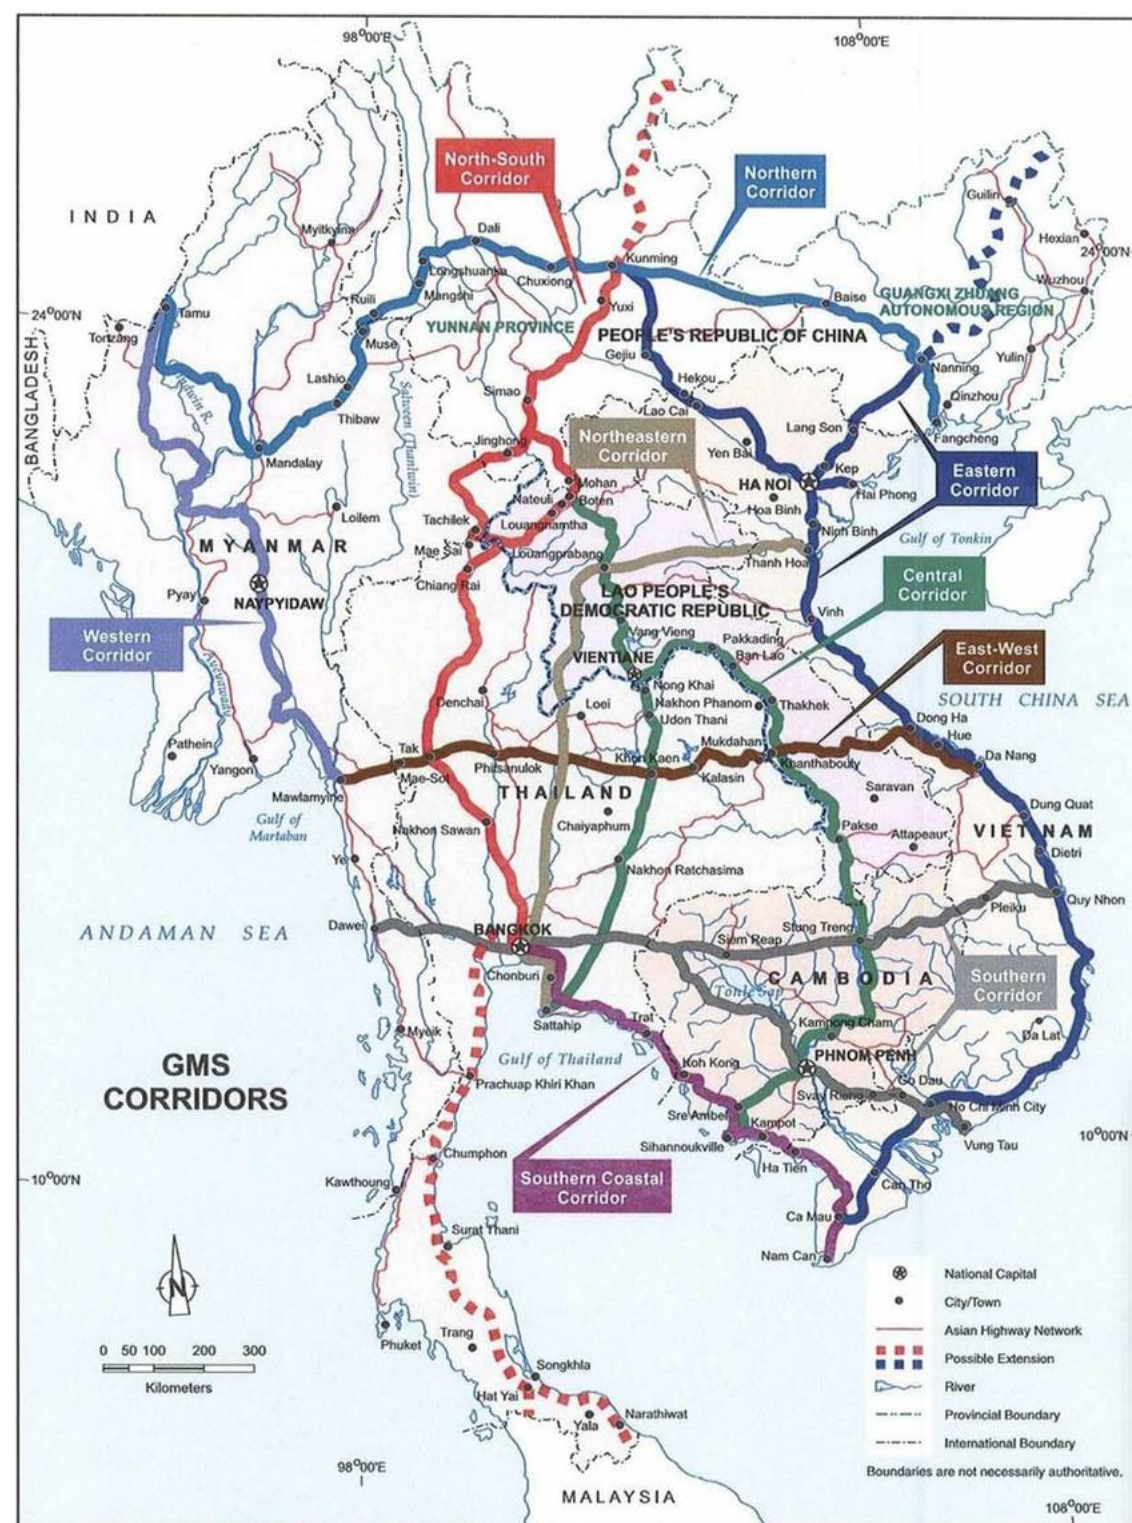 98°00'E
108°00'E
North-South
Corridor
Northern
Corridor
INDIA
Guilin
Myitkyina
Dali
Hexian
24°00'N
Kunming
Longshuanka
Chuxiong
Mangshi
Wuzhou
Ruili
Yuxi
Baise
GUANGXI ZHUANG
AUTONOMOUS REGION
24°00'N
Tamu
Tonzang
YUNNAN PROVINCE
PEOPLE'S REPUBLIC OF CHINA
Muse
Gejiu
Yulin
Nanning
BANGLADESH
Lashio
Simao
Hekou
Qinzhou
Thibaw
Lao Cai
Salween (Thanlwin)
Lang Son
Fangcheng
Jinghong
Northeastern
Corridor
Yen Bai
Mandalay
Kep
Eastern
Corridor
Mohan
HA NOI
Hai Phong
Nateuil
Boten
Hoa Binh
Loilem
Tachilek
Louangnamtha
Ninh Binh
MYANMAR
Mae Sai
Louangprabang
Gulf of Tonkin
Thanh Hoa
Chiang Rai
Central
Corridor
Pyay
NAYPYIDAW
LAO PEOPLE'S
DEMOCRATIC REPUBLIC
Vinh
Western
Corridor
Vang Vieng
Pakkading
East-West
Corridor
VIENTIANE
Ban Lao
Nong Khai
Denchai
Loei
Nakhon Phanom
Thakhek
SOUTH CHINA SEA
Udon Thani
Dong Ha
Hue
Pathein
Yangon
Tak
Mukdahan
Da Nang
Mae-Sot
Phitsanulok
Khon Kaen
Kalasin
Khanthabouly
Mawlamyine
THAILAND
Saravan
Gulf of
Martaban
Dung Quat
Nakhon Sawan
Chaiyaphum
Pakse
Attapeau
VIET NAM
Ye
Dietri
Nakhon Ratchasima
Quy Nhon
Pleiku
ANDAMAN SEA
Dawei
BANGKOK
Siem Reap
Stung Treng
Chonburi
CAMBODIA
Southern
Corridor
Tonle Sap
Sattahip
Trat
Kampong Cham
Da Lat
Myeik
GMS
CORRIDORS
Gulf of Thailand
Koh Kong
PHNOM PENH
Prachuap Khiri Khan
Go Dau
Svay Rieng
Sre Ambel
Ho Chi Minh City
Kampot
Sihannoukville
Vung Tau
10°00'N
Chumphon
Southern Coastal
Corridor
Ha Tien
10°00'N
Kawthoung
Can Tho
Ca Mau
Surat Thani
Nam Can
N
National Capital
City/Town
0 50 100 200 300
Kilometers
Phuket
Trang
Asian Highway Network
Possible Extension
Songkhla
River
Hat Yai
Narathiwat
Yala
Provincial Boundary
International Boundary
98°00'E
Boundaries are not necessarily authoritative.
MALAYSIA
108°00'E